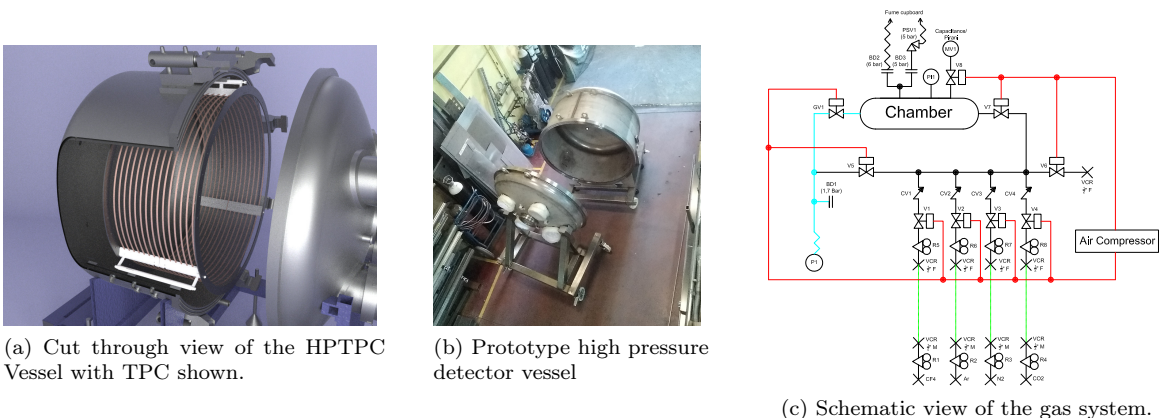 Fume cupboard
PSV1
(5 bar)
Capacitance/
Pirani
BD2
(6 bar)
BD3
(5 bar)
MV1
PI1
V8
GV1
Chamber
V7
V5
V6
VCR
F
BD1
(1,7 Bar)
CV1
CV2
CV3
CV4
V1
V2
V3
V4
Air Compressor
R5
R6
R7
R8
P1
VCR
F
VCR
F
VCR
F
VCR
F
VCR
M
VCR
M
VCR
M
VCR
M
R1
R2
R3
R4
CF4
Ar
N2
CO2
(a) Cut through view of the HPTPC
Vessel with TPC shown.
(b) Prototype high pressure
detector vessel
(c) Schematic view of the gas system.